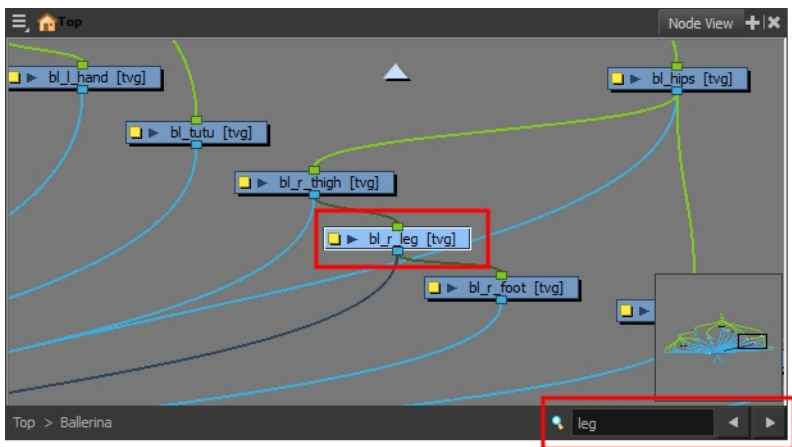 Top
Node View
bl_l_hand [tvg]
bl_hips [tvg]
bl_tutu [tvg]
bl_r_thigh [tvg]
bl_r_leg [tvg]
bl_r_foot [tvg]
Top > Ballerina
leg